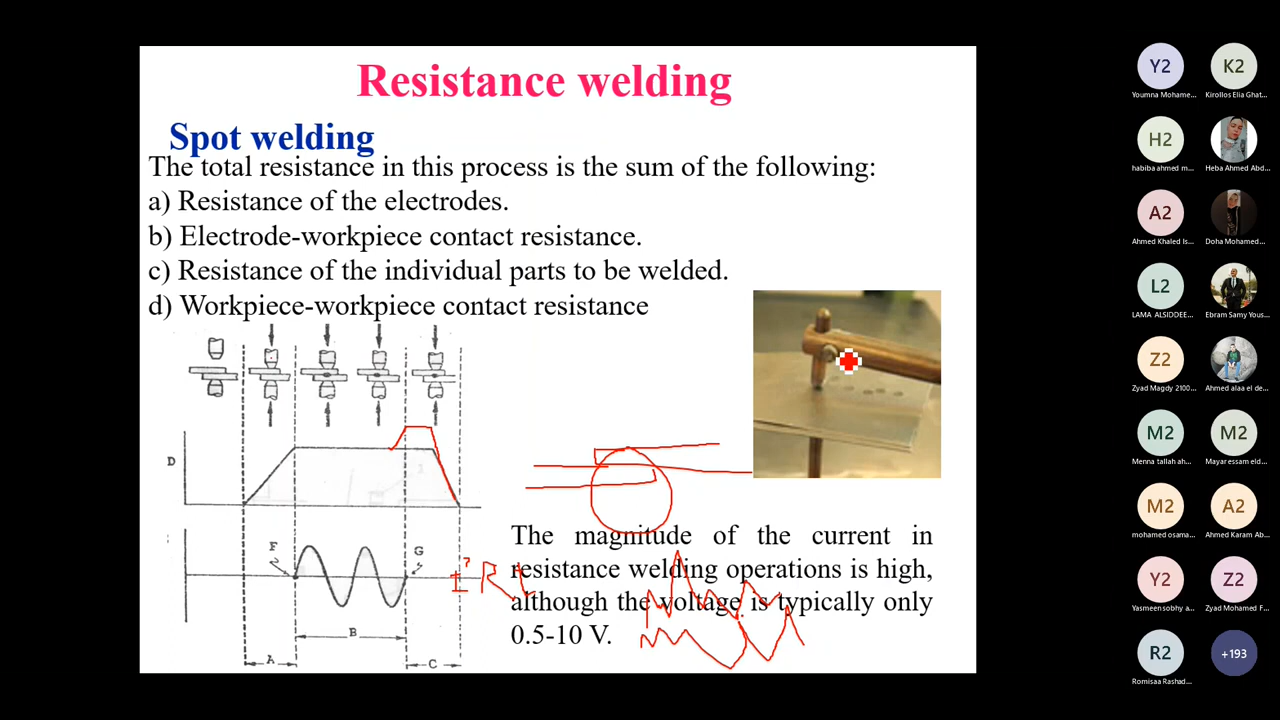 Resistance welding
Spot welding
The total resistance in this process is the sum of the following:
a) Resistance of the electrodes.
b) Electrode-workpiece contact resistance.
c) Resistance of the individual parts to be welded.
d) Workpiece-workpiece contact resistance
D
F
G
B
A
C
I²Rt
The magnitude of the current in
resistance welding operations is high,
although the voltage is typically only
0.5-10 V.
Y2
K2
Youmna Mohame...
Kirollos Elia Ghat...
H2
habiba ahmed m...
Heba Ahmed Abd...
A2
Ahmed Khaled Is...
Doha Mohamed...
L2
LAMA ALSIDDEE...
Ebram Samy Yous...
Z2
Zyad Magdy 2100...
Ahmed alaa el de...
M2
M2
Menna tallah ah...
Mayar essam eld...
M2
A2
mohamed osama...
Ahmed Karam Ab...
Y2
Z2
Yasmeen sobhy a...
Zyad Mohamed F...
R2
+193
Romisaa Rashad...